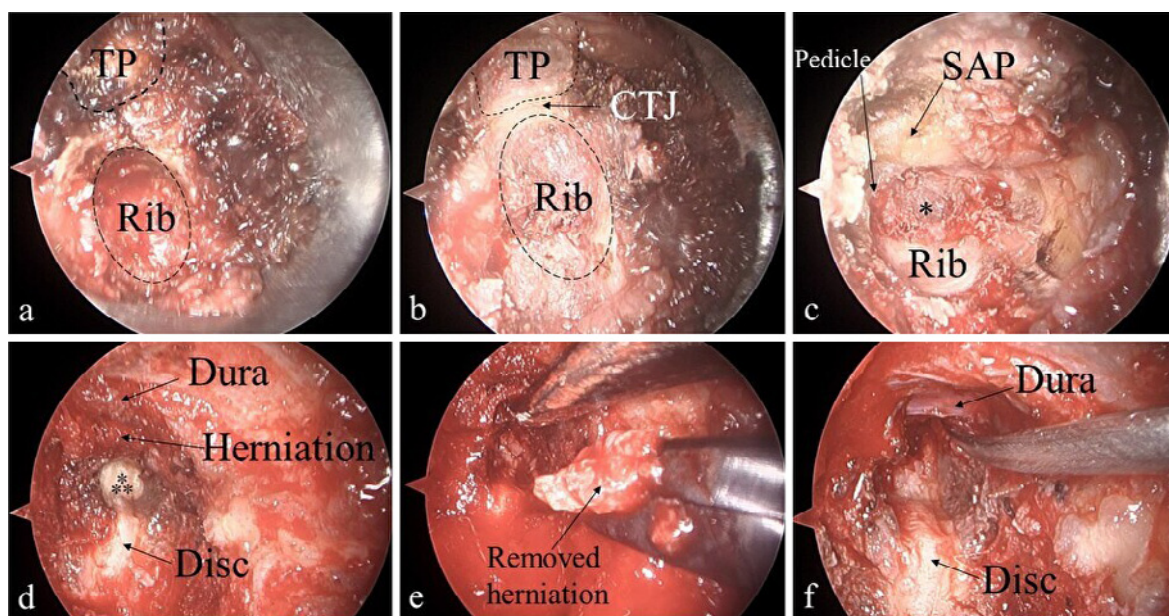 TP
Rib
a
TP
CTJ
Rib
b
Pedicle
SAP
*
Rib
c
Dura
Herniation
*
**
Disc
d
Removed
herniation
e
Dura
Disc
f